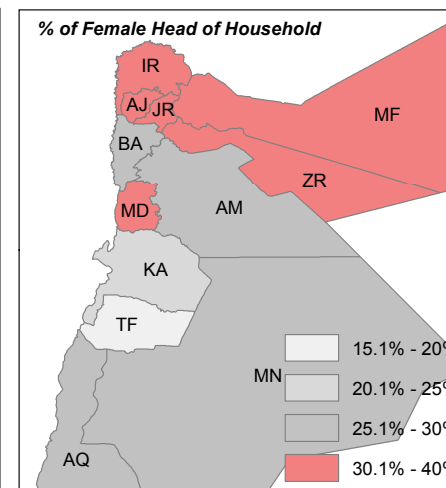 % of Female Head of Household
IR
AJ
JR
MF
BA
ZR
MD
AM
KA
TF
15.1% - 20
MN
20.1% - 25
25.1% - 30
AQ
30.1% - 40